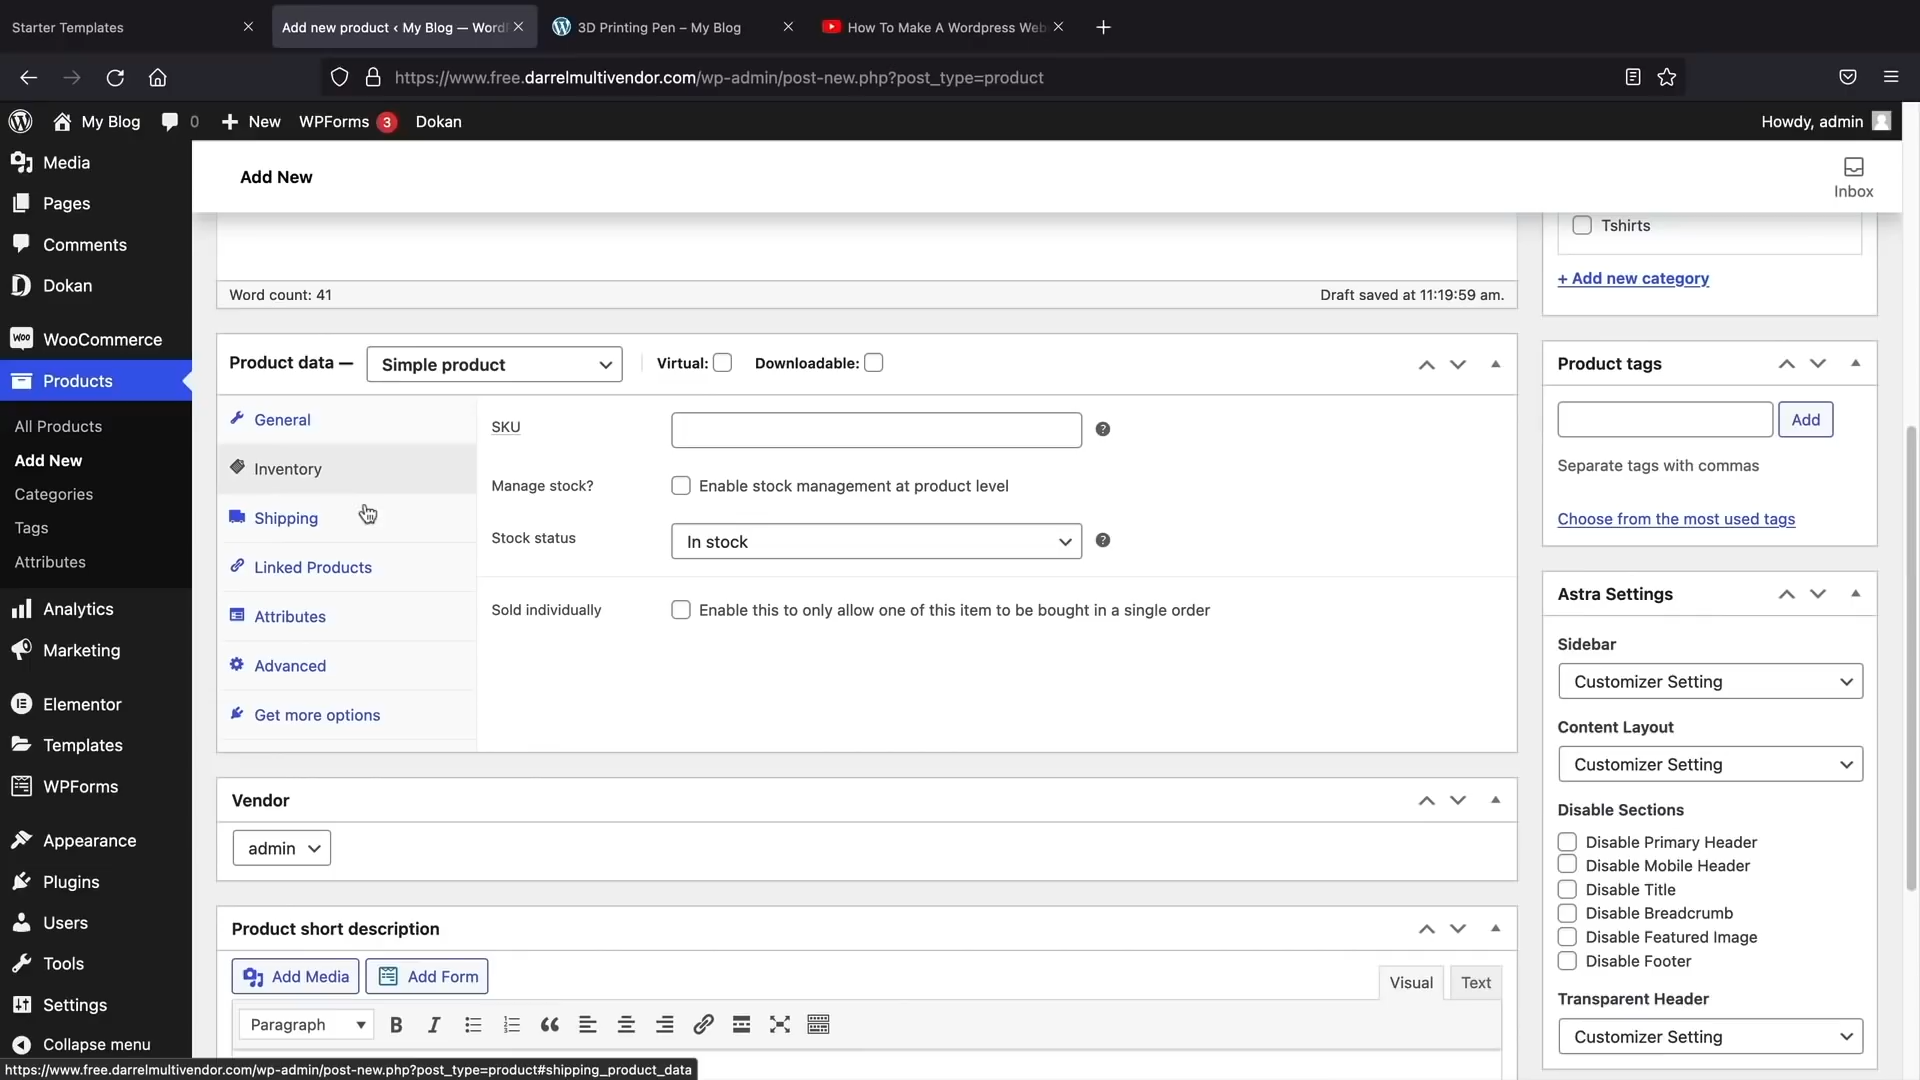 Starter Templates
Add new product ‹ My Blog — Word
3D Printing Pen – My Blog
How To Make A Wordpress Web
https://www.free.darrelmultivendor.com/wp-admin/post-new.php?post_type=product
My Blog
0
New
WPForms 3
Dokan
Howdy, admin
Media
Pages
Comments
Dokan
WooCommerce
Products
All Products
Add New
Categories
Tags
Attributes
Analytics
Marketing
Elementor
Templates
WPForms
Appearance
Plugins
Users
Tools
Settings
Collapse menu
Add New
Inbox
Word count: 41
Draft saved at 11:19:59 am.
Product data —
Simple product
Virtual:
Downloadable:
General
Inventory
Shipping
Linked Products
Attributes
Advanced
Get more options
SKU
Manage stock?
Enable stock management at product level
Stock status
In stock
Sold individually
Enable this to only allow one of this item to be bought in a single order
Vendor
admin
Product short description
Add Media
Add Form
Visual
Text
Paragraph
Tshirts
+ Add new category
Product tags
Add
Separate tags with commas
Choose from the most used tags
Astra Settings
Sidebar
Customizer Setting
Content Layout
Customizer Setting
Disable Sections
Disable Primary Header
Disable Mobile Header
Disable Title
Disable Breadcrumb
Disable Featured Image
Disable Footer
Transparent Header
Customizer Setting
https://www.free.darrelmultivendor.com/wp-admin/post-new.php?post_type=product#shipping_product_data